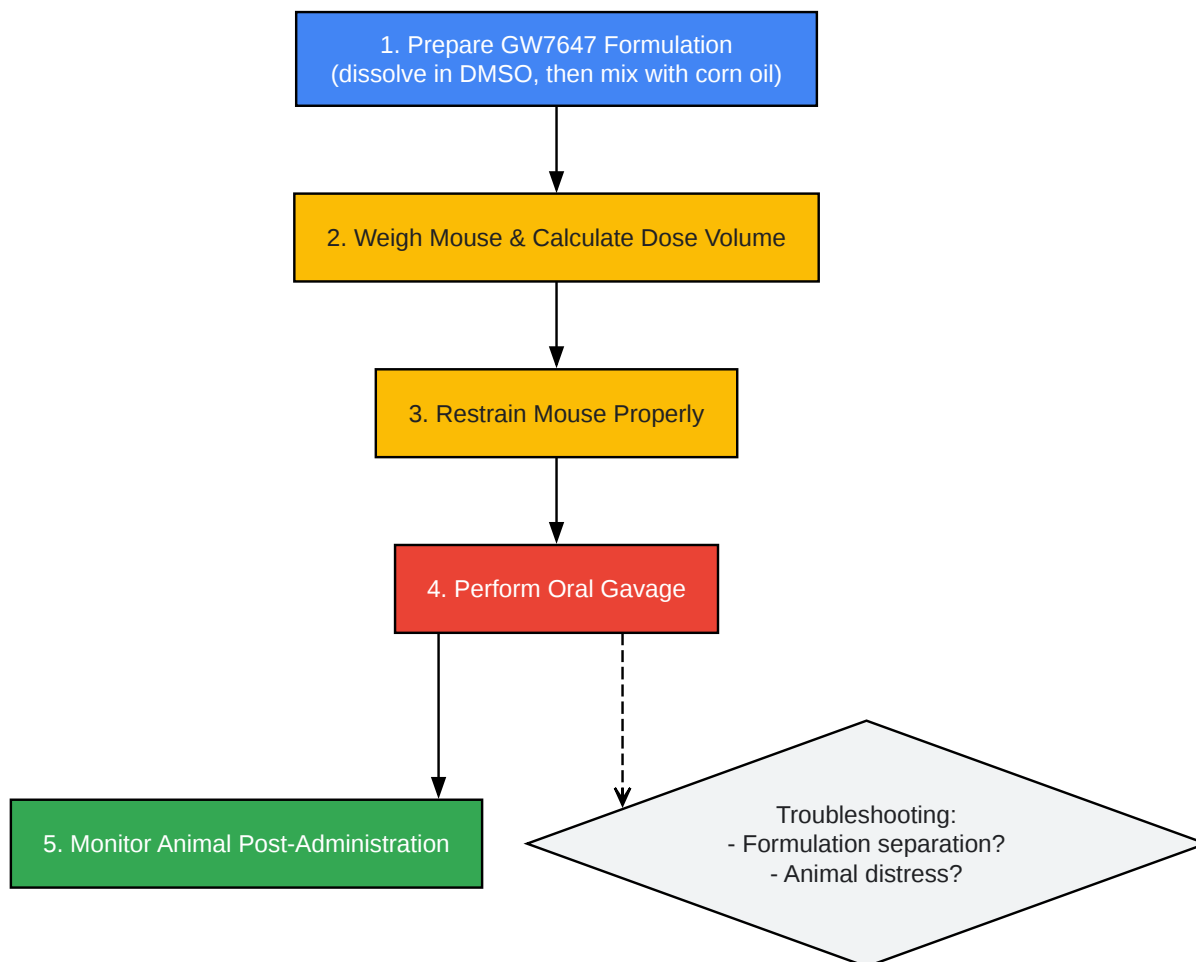 1. Prepare GW7647 Formulation
(dissolve in DMSO, then mix with corn oil)
2. Weigh Mouse & Calculate Dose Volume
3. Restrain Mouse Properly
4. Perform Oral Gavage
5. Monitor Animal Post-Administration
Troubleshooting:
- Formulation separation?
- Animal distress?